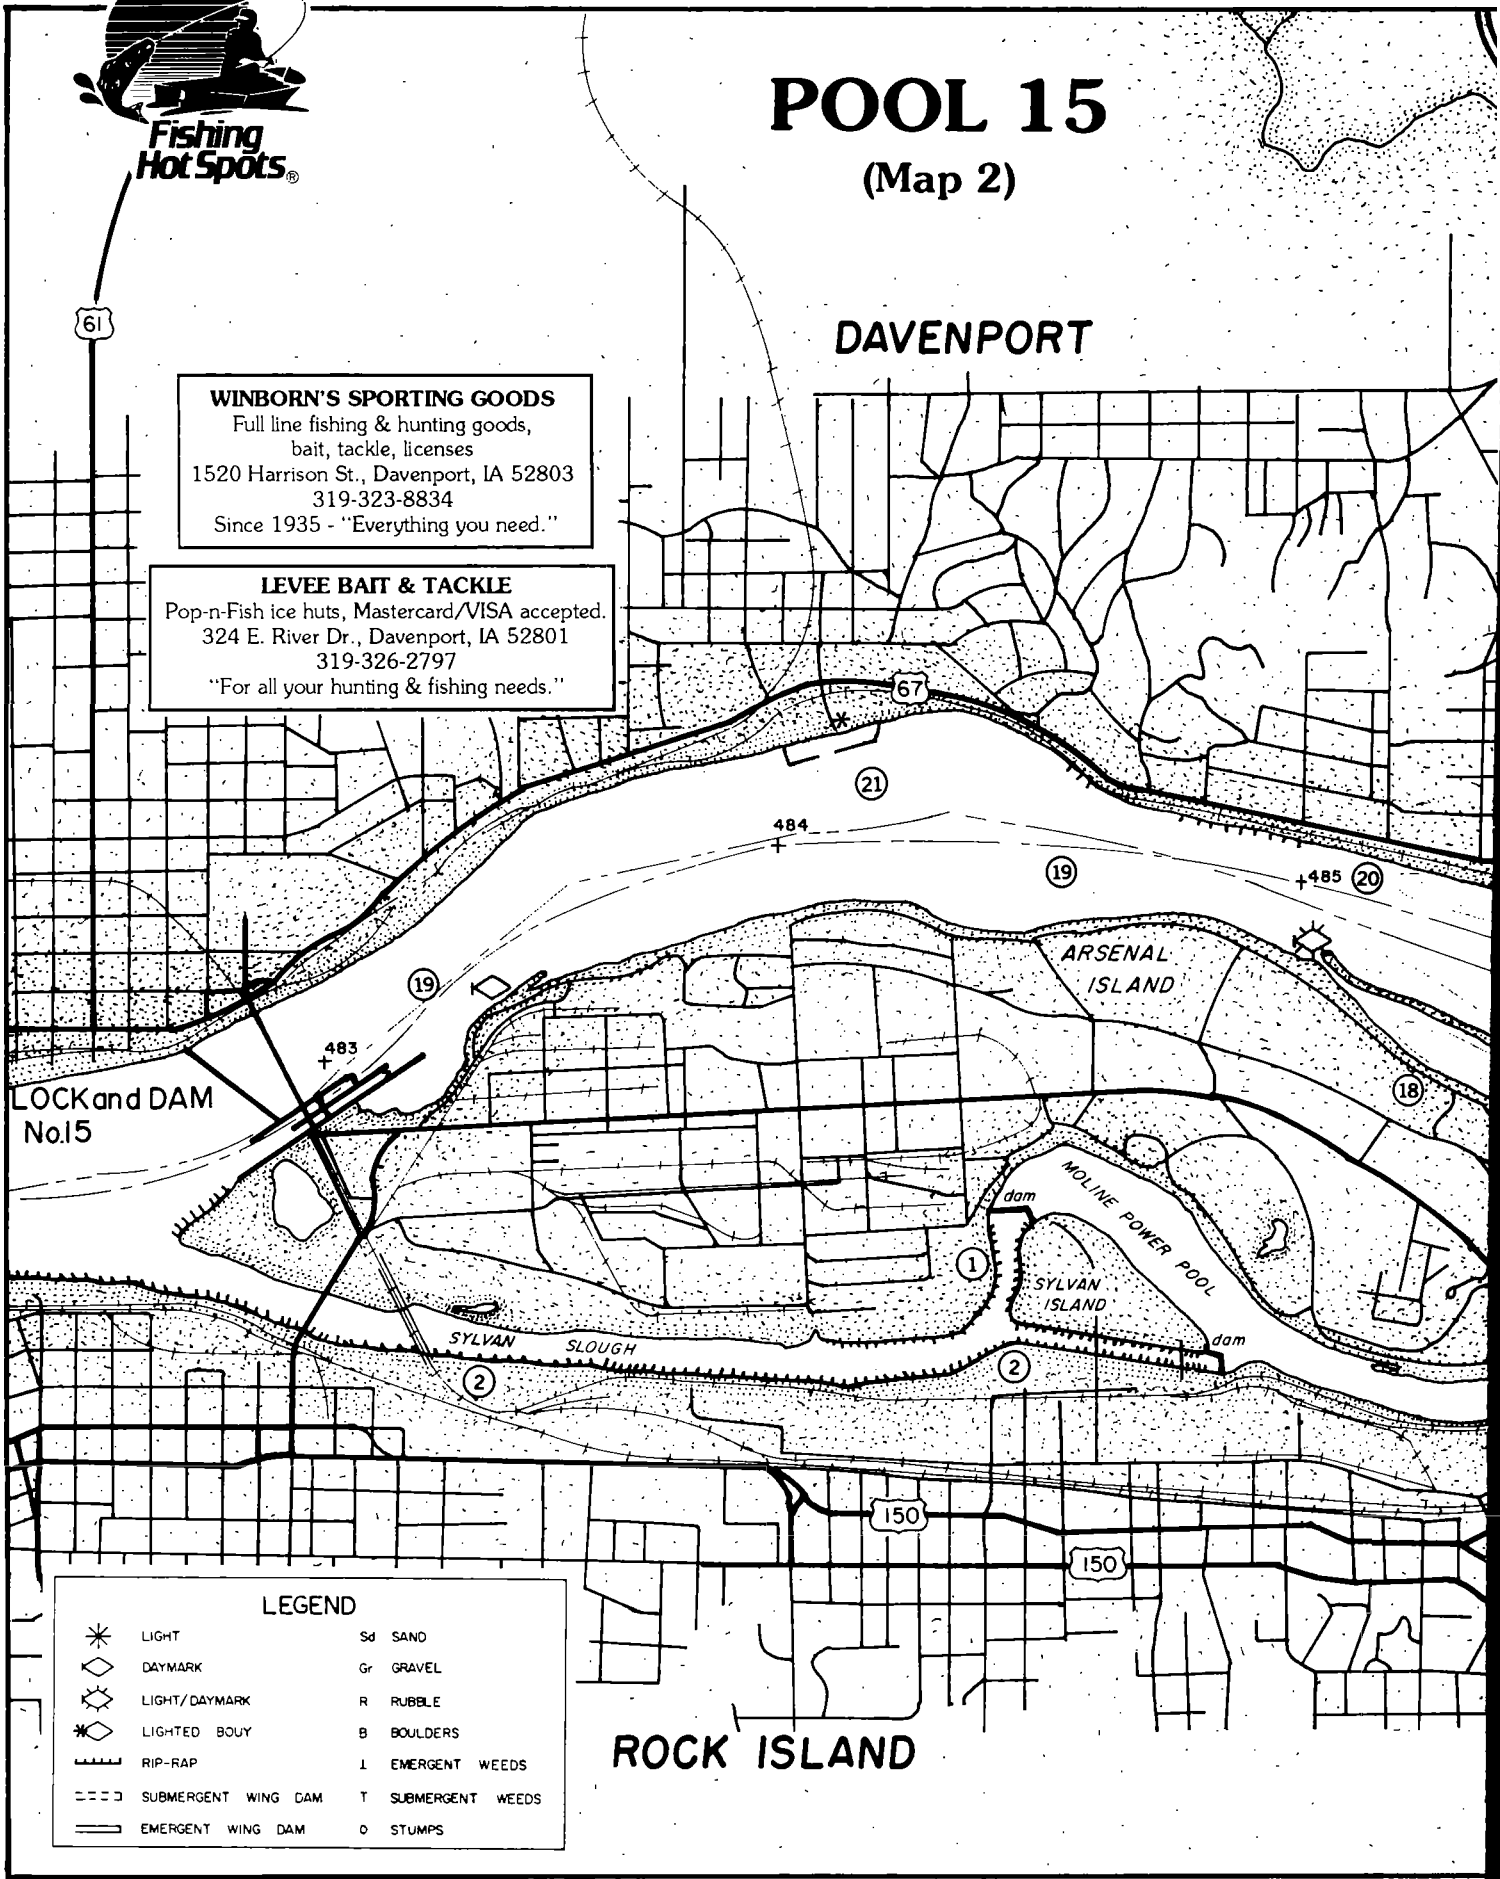 Fishing
Hot Spots®
POOL 15
(Map 2)
61
DAVENPORT
WINBORN'S SPORTING GOODS
Full line fishing & hunting goods,
bait, tackle, licenses
1520 Harrison St., Davenport, IA 52803
319-323-8834
Since 1935 - "Everything you need."
LEVEE BAIT & TACKLE
Pop-n-Fish ice huts, Mastercard/VISA accepted.
324 E. River Dr., Davenport, IA 52801
319-326-2797
"For all your hunting & fishing needs."
67
21
484
19
485
20
ARSENAL
ISLAND
19
483
18
LOCK and DAM
No.15
MOLINE POWER POOL
dam
1
SYLVAN
ISLAND
dam
SYLVAN SLOUGH
2
2
150
150
LEGEND
LIGHT
DAYMARK
LIGHT/DAYMARK
LIGHTED BOUY
RIP-RAP
SUBMERGENT WING DAM
EMERGENT WING DAM
Sd SAND
Gr GRAVEL
R RUBBLE
B BOULDERS
⊥ EMERGENT WEEDS
T SUBMERGENT WEEDS
O STUMPS
ROCK ISLAND